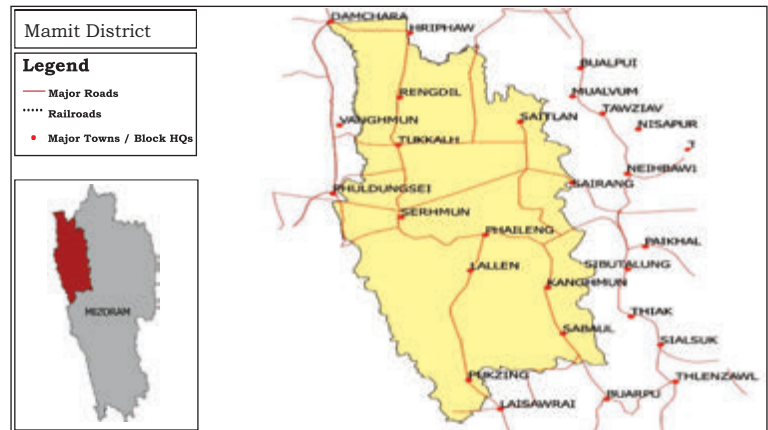 Mamit District
Legend
Major Roads
Railroads
Major Towns / Block HQs
MIZORAM
DAMCHARA
HRIPHAW
BUALPUI
RENGDIL
MUALVUM
TAWZIAV
VANGHMUN
SAITLAN
NISAPUR
TUKKALH
NEIHBAWI
SAIRANG
PHULDUNGSEI
SERHMUN
PHAILENG
PAIKHAL
LALLEN
SIBUTALUNG
KANGHMUN
THIAK
SABAUL
SIALSUK
PUKZING
THLENZAWL
BUARPU
LAISAWRAI